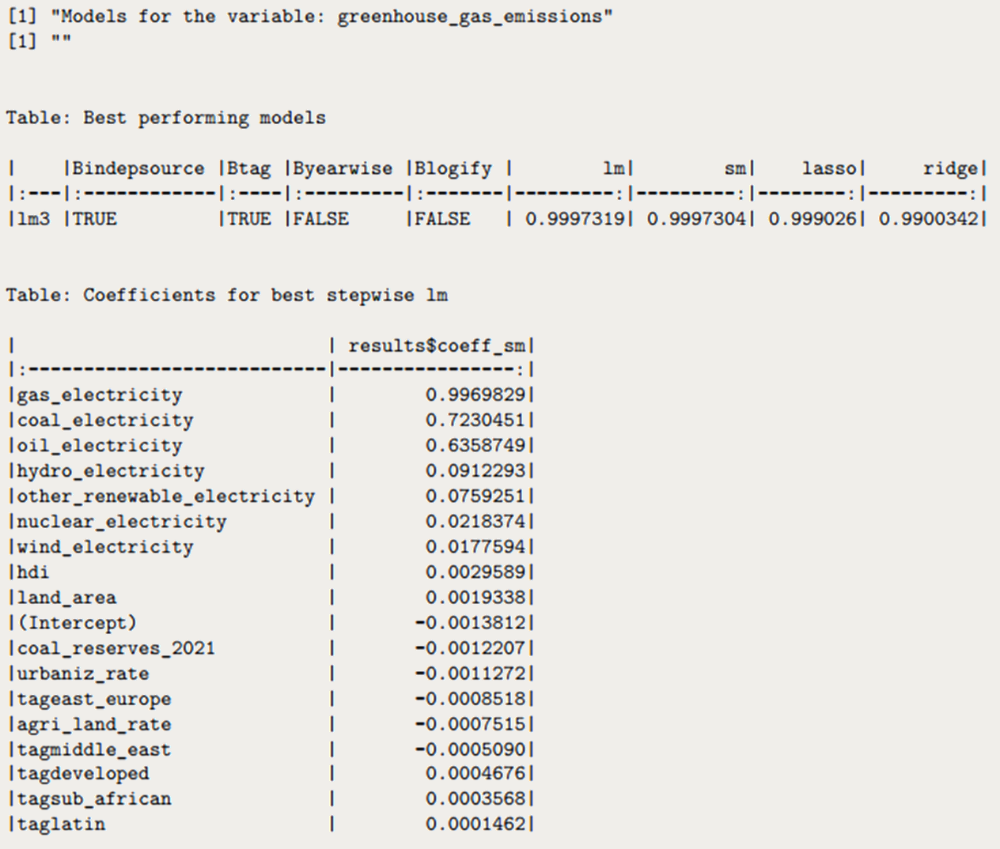 [1] "Models for the variable: greenhouse_gas_emissions"
[1] ""
Table: Best performing models
|    |Bindepsource |Btag |Byearwise |Blogify |        lm|        sm|    lasso|     ridge|
|:---|:------------|:----|:---------|:-------|---------:|---------:|--------:|---------:|
|lm3 |TRUE         |TRUE |FALSE     |FALSE   | 0.9997319| 0.9997304| 0.999026| 0.9900342|
Table: Coefficients for best stepwise lm
|                            | results$coeff_sm|
|:---------------------------|----------------:|
|gas_electricity             |        0.9969829|
|coal_electricity            |        0.7230451|
|oil_electricity             |        0.6358749|
|hydro_electricity           |        0.0912293|
|other_renewable_electricity |        0.0759251|
|nuclear_electricity         |        0.0218374|
|wind_electricity            |        0.0177594|
|hdi                         |        0.0029589|
|land_area                   |        0.0019338|
|(Intercept)                 |       -0.0013812|
|coal_reserves_2021          |       -0.0012207|
|urbaniz_rate                |       -0.0011272|
|tageast_europe              |       -0.0008518|
|agri_land_rate              |       -0.0007515|
|tagmiddle_east              |       -0.0005090|
|tagdeveloped                |        0.0004676|
|tagsub_african              |        0.0003568|
|taglatin                    |        0.0001462|